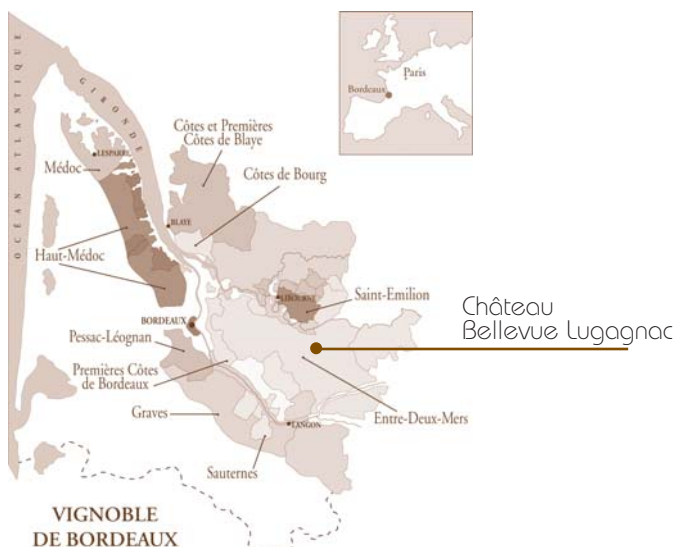 OCÉAN ATLANTIQUE
GIRONDE
Paris
Bordeaux
Côtes et Premières
Côtes de Blaye
LESPARRE
Médoc
Côtes de Bourg
BLAYE
Haut-Médoc
LIBOURNE
Saint-Emilion
Château
Bellevue Lugagnac
BORDEAUX
Pessac-Léognan
Premières Côtes
de Bordeaux
Graves
Entre-Deux-Mers
LANGON
Sauternes
VIGNOBLE
DE BORDEAUX